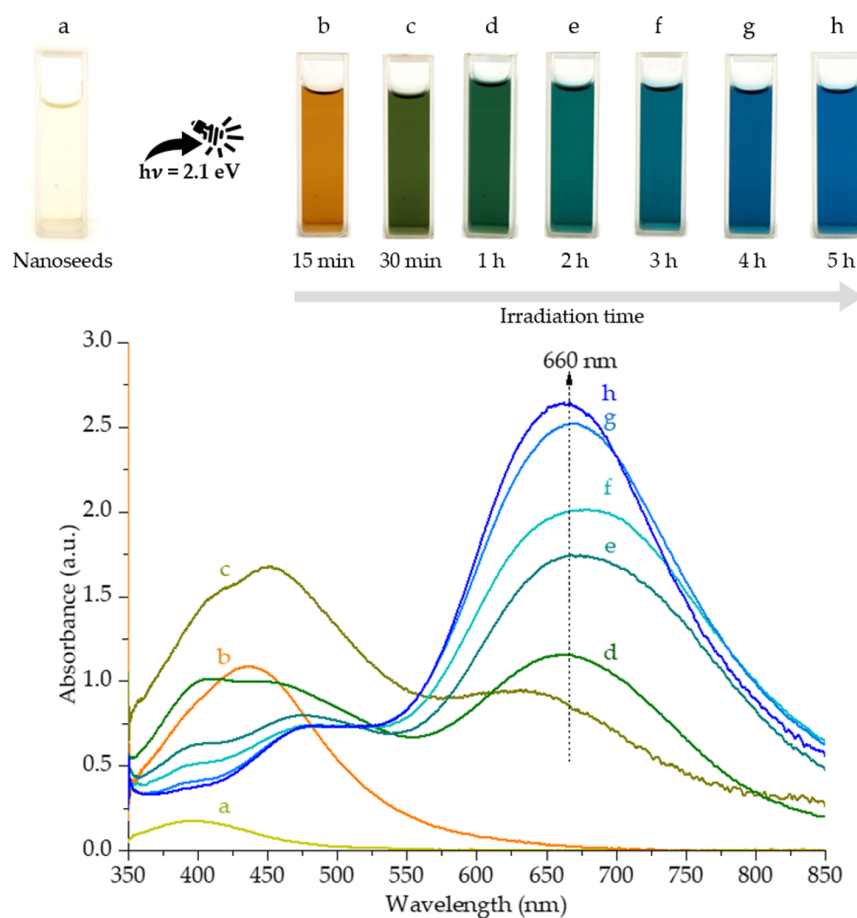 a b c d e f g h
hν = 2.1 eV
Nanoseeds 15 min 30 min 1 h 2 h 3 h 4 h 5 h
Irradiation time
3.0
660 nm
h
g
2.5
f
2.0
e
c
1.5
b
d
1.0
0.5
a
0.0
Absorbance (a.u.)
350 400 450 500 550 600 650 700 750 800 850
Wavelength (nm)